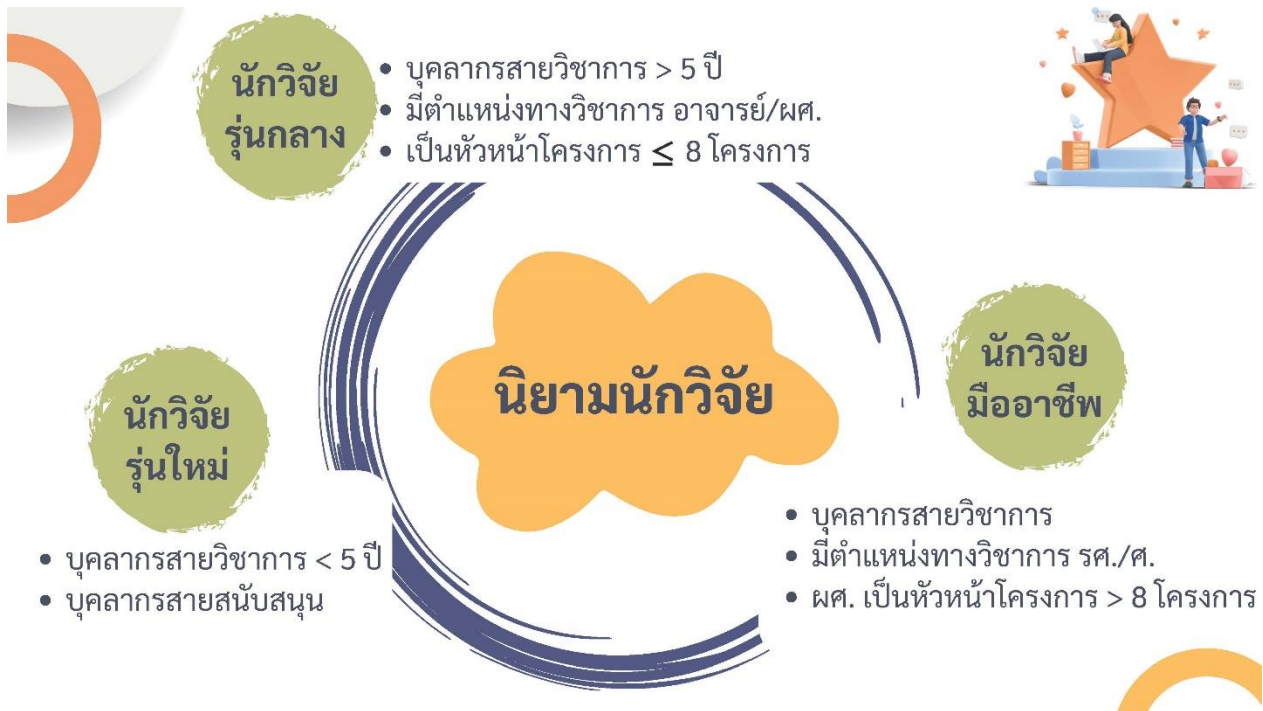 นักวิจัย
รุ่นกลาง
• บุคลากรสายวิชาการ > 5 ปี
• มีตำแหน่งทางวิชาการ อาจารย์/ผศ.
• เป็นหัวหน้าโครงการ ≤ 8 โครงการ
นิยามนักวิจัย
นักวิจัย
มืออาชีพ
• บุคลากรสายวิชาการ
• มีตำแหน่งทางวิชาการ รศ./ศ.
• ผศ. เป็นหัวหน้าโครงการ > 8 โครงการ
นักวิจัย
รุ่นใหม่
• บุคลากรสายวิชาการ < 5 ปี
• บุคลากรสายสนับสนุน